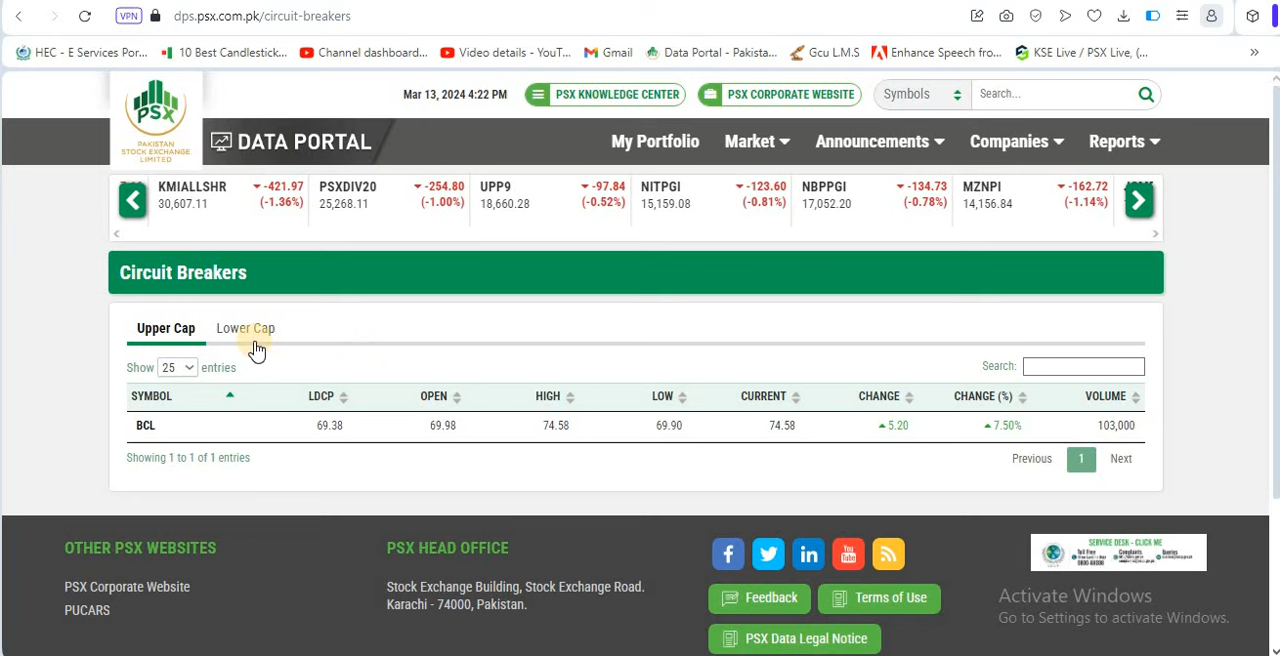 VPN dps.psx.com.pk/circuit-breakers
HEC - E Services Por... 10 Best Candlestick... Channel dashboard... Video details - YouT... Gmail Data Portal - Pakista... Gcu L.M.S Enhance Speech fro... KSE Live / PSX Live, (...
Mar 13, 2024 4:22 PM PSX KNOWLEDGE CENTER PSX CORPORATE WEBSITE Symbols Search...
PSX
PAKISTAN
STOCK EXCHANGE
LIMITED
DATA PORTAL My Portfolio Market Announcements Companies Reports
KMIALLSHR -421.97 PSXDIV20 -254.80 UPP9 -97.84 NITPGI -123.60 NBPPGI -134.73 MZNPI -162.72
30,607.11 (-1.36%) 25,268.11 (-1.00%) 18,660.28 (-0.52%) 15,159.08 (-0.81%) 17,052.20 (-0.78%) 14,156.84 (-1.14%)
Circuit Breakers
Upper Cap Lower Cap
Show 25 entries Search:
SYMBOL LDCP OPEN HIGH LOW CURRENT CHANGE CHANGE (%) VOLUME
BCL 69.38 69.98 74.58 69.90 74.58 5.20 7.50% 103,000
Showing 1 to 1 of 1 entries Previous 1 Next
OTHER PSX WEBSITES PSX HEAD OFFICE
PSX Corporate Website Stock Exchange Building, Stock Exchange Road.
PUCARS Karachi - 74000, Pakistan.
You Tube
Feedback Terms of Use
PSX Data Legal Notice
SERVICE DESK - CLICK ME
Toll Free Complaints Queries
Activate Windows
Go to Settings to activate Windows.